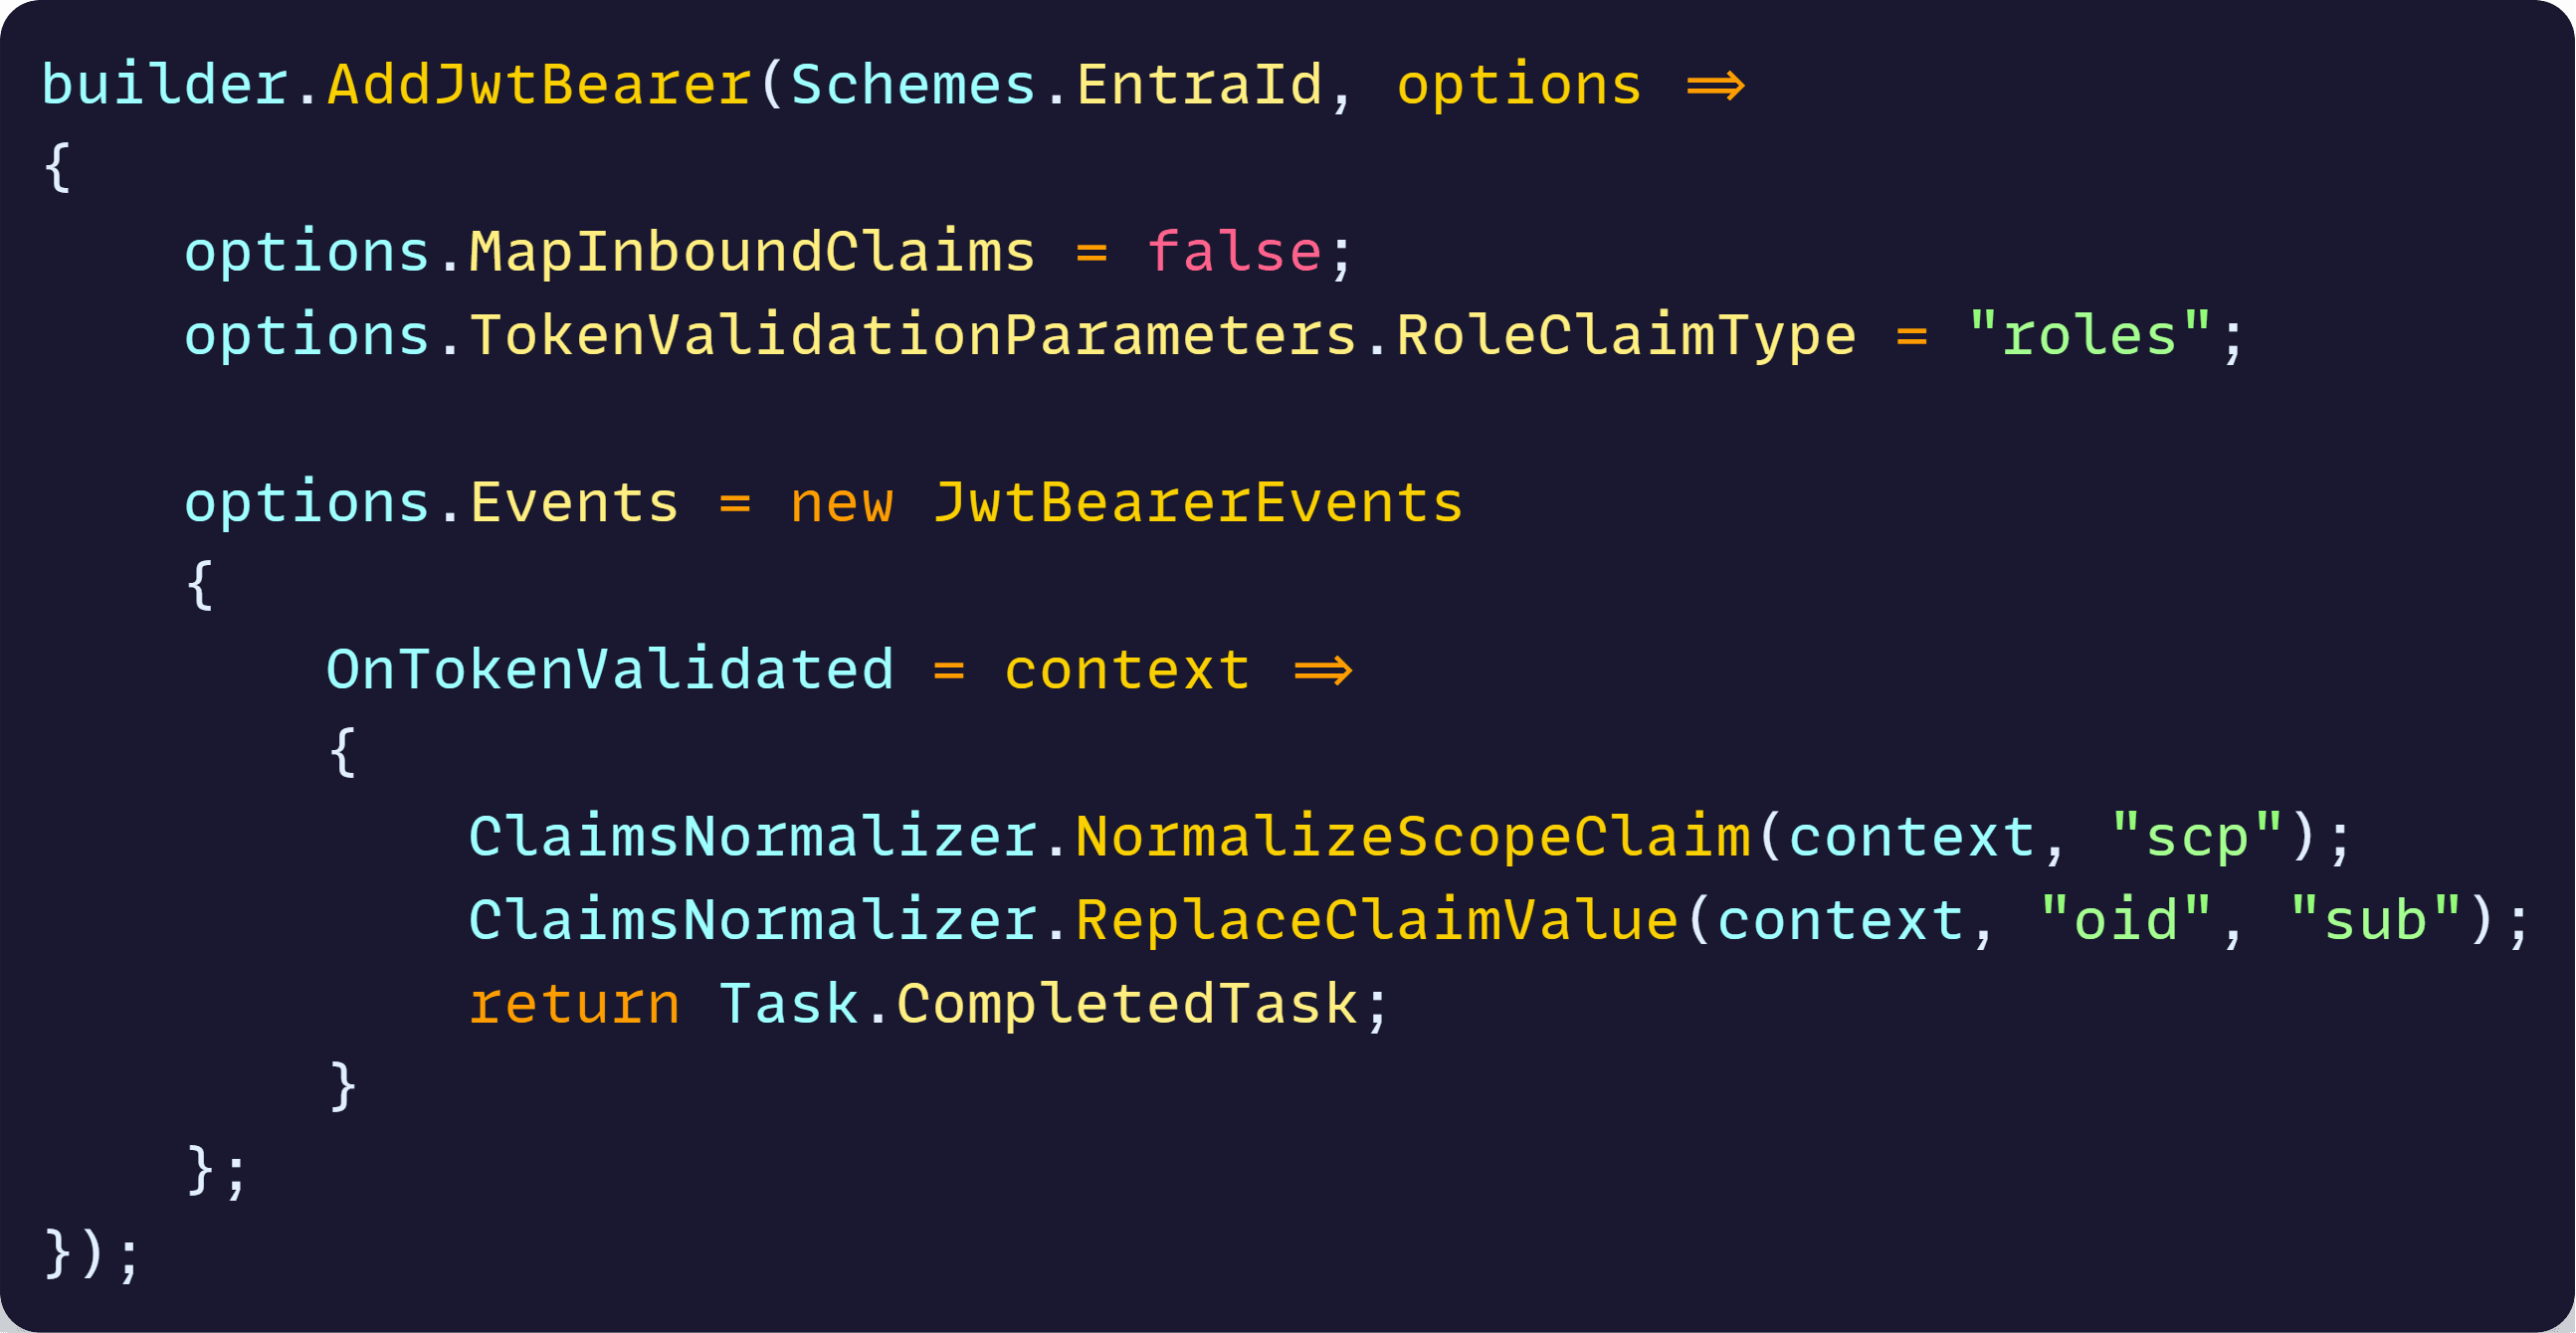 builder.AddJwtBearer(Schemes.EntraId, options =>
{
    options.MapInboundClaims = false;
    options.TokenValidationParameters.RoleClaimType = "roles";

    options.Events = new JwtBearerEvents
    {
        OnTokenValidated = context =>
        {
            ClaimsNormalizer.NormalizeScopeClaim(context, "scp");
            ClaimsNormalizer.ReplaceClaimValue(context, "oid", "sub");
            return Task.CompletedTask;
        }
    };
});